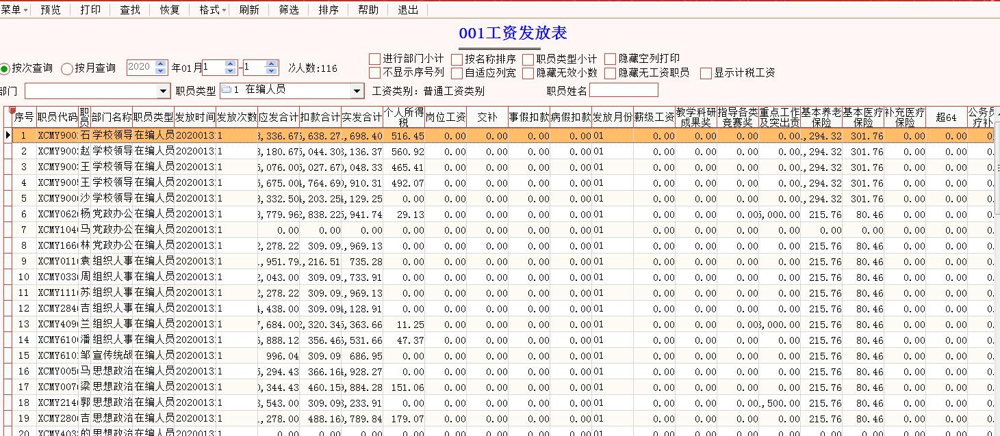 菜单 预览 打印 查找 恢复 格式 刷新 筛选 排序 帮助 退出
001工资发放表
进行部门小计 按名称排序 职员类型小计 隐藏空列打印
按次查询 按月查询 2020 年01月1 -1 次人数:116
不显示序号列 自适应列宽 隐藏无效小数 隐藏无工资职员 显示计税工资
部门 职员类型 1 在编人员 工资类别: 普通工资类别 职员姓名
序号 职员代码 职员 部门名称 职员类型 发放时间 发放次数 应发合计 扣款合计 实发合计 个人所得税 岗位工资 交补 事假扣款 病假扣款 发放月份 薪级工资 教学科研成果奖 指导各类竞赛奖 重点工作及突出贡 基本养老保险 基本医疗保险 补充医疗保险 超64 公务员疗补
1 XCMY900 石 学校领导 在编人员 2020013 1 ,336.67 ,638.27 ,698.40 516.45 0.00 0.00 0.00 0.00 01 0.00 0.00 0.00 0.00 ,294.32 301.76 0.00 0.00 0
2 XCMY900 赵 学校领导 在编人员 2020013 1 ,180.67 ,044.30 ,136.37 560.92 0.00 0.00 0.00 0.00 01 0.00 0.00 0.00 0.00 ,294.32 301.76 0.00 0.00 0.
3 XCMY900 王 学校领导 在编人员 2020013 1 ,076.00 ,027.67 ,048.33 465.41 0.00 0.00 0.00 0.00 01 0.00 0.00 0.00 0.00 ,294.32 301.76 0.00 0.00 0.
4 XCMY900 王 学校领导 在编人员 2020013 1 ,675.00 ,764.69 ,910.31 492.07 0.00 0.00 0.00 0.00 01 0.00 0.00 0.00 0.00 ,294.32 301.76 0.00 0.00 0.
5 XCMY900 沙 学校领导 在编人员 2020013 1 ,332.50 ,203.25 ,129.25 0.00 0.00 0.00 0.00 0.00 01 0.00 0.00 0.00 0.00 ,294.32 301.76 0.00 0.00 0.
6 XCMY062 杨 党政办公 在编人员 2020013 1 ,779.96 ,838.22 ,941.74 29.13 0.00 0.00 0.00 0.00 01 0.00 0.00 0.00 ,000.00 215.76 80.46 0.00 0.00 0.
7 XCMY104 马 党政办公 在编人员 2020013 1 0.00 0.00 0.00 0.00 0.00 0.00 0.00 0.00 01 0.00 0.00 0.00 0.00 0.00 0.00 0.00 0.00 0.
8 XCMY166 林 党政办公 在编人员 2020013 1 ,278.22 309.09 ,969.13 0.00 0.00 0.00 0.00 0.00 01 0.00 0.00 0.00 0.00 215.76 80.46 0.00 0.00 0.
9 XCMY011 袁 组织人事 在编人员 2020013 1 ,951.79 ,216.51 735.28 0.00 0.00 0.00 0.00 0.00 01 0.00 0.00 0.00 0.00 215.76 80.46 0.00 0.00 0.
10 XCMY033 周 组织人事 在编人员 2020013 1 ,043.00 309.09 ,733.91 0.00 0.00 0.00 0.00 0.00 01 0.00 0.00 0.00 0.00 215.76 80.46 0.00 0.00 0.
11 XCMY111 苏 组织人事 在编人员 2020013 1 ,278.22 309.09 ,969.13 0.00 0.00 0.00 0.00 0.00 01 0.00 0.00 0.00 0.00 215.76 80.46 0.00 0.00 0.
12 XCMY284 吉 组织人事 在编人员 2020013 1 ,438.00 309.09 ,128.91 0.00 0.00 0.00 0.00 0.00 01 0.00 0.00 0.00 0.00 215.76 80.46 0.00 0.00 0.
13 XCMY409 兰 组织人事 在编人员 2020013 1 ,684.00 ,320.34 ,363.66 11.25 0.00 0.00 0.00 0.00 01 0.00 0.00 0.00 ,000.00 215.76 80.46 0.00 0.00 0.
14 XCMY610 潘 组织人事 在编人员 2020013 1 ,888.12 356.46 ,531.66 47.37 0.00 0.00 0.00 0.00 01 0.00 0.00 0.00 0.00 215.76 80.46 0.00 0.00 0.
15 XCMY610 邹 宣传统战 在编人员 2020013 1 996.04 309.09 686.95 0.00 0.00 0.00 0.00 0.00 01 0.00 0.00 0.00 0.00 215.76 80.46 0.00 0.00 0.
16 XCMY005 马 思想政治 在编人员 2020013 1 ,294.43 366.16 ,928.27 0.00 0.00 0.00 0.00 0.00 01 0.00 0.00 0.00 0.00 215.76 80.46 0.00 0.00 0.
17 XCMY007 梁 思想政治 在编人员 2020013 1 ,344.43 460.15 ,884.28 151.06 0.00 0.00 0.00 0.00 01 0.00 0.00 0.00 0.00 215.76 80.46 0.00 0.00 0.
18 XCMY214 郭 思想政治 在编人员 2020013 1 ,543.00 309.09 ,233.91 0.00 0.00 0.00 0.00 0.00 01 0.00 0.00 0.00 ,500.00 215.76 80.46 0.00 0.00 0.
19 XCMY280 吉 思想政治 在编人员 2020013 1 ,278.00 488.16 ,789.84 179.07 0.00 0.00 0.00 0.00 01 0.00 0.00 0.00 0.00 215.76 80.46 0.00 0.00 0.
20 XCMY403 的 思想政治 在编人员 2020013 1 0.00 0.00 0.00 0.00 0.00 0.00 0.00 0.00 01 0.00 0.00 0.00 0.00 0.00 0.00 0.00 0.00 0.